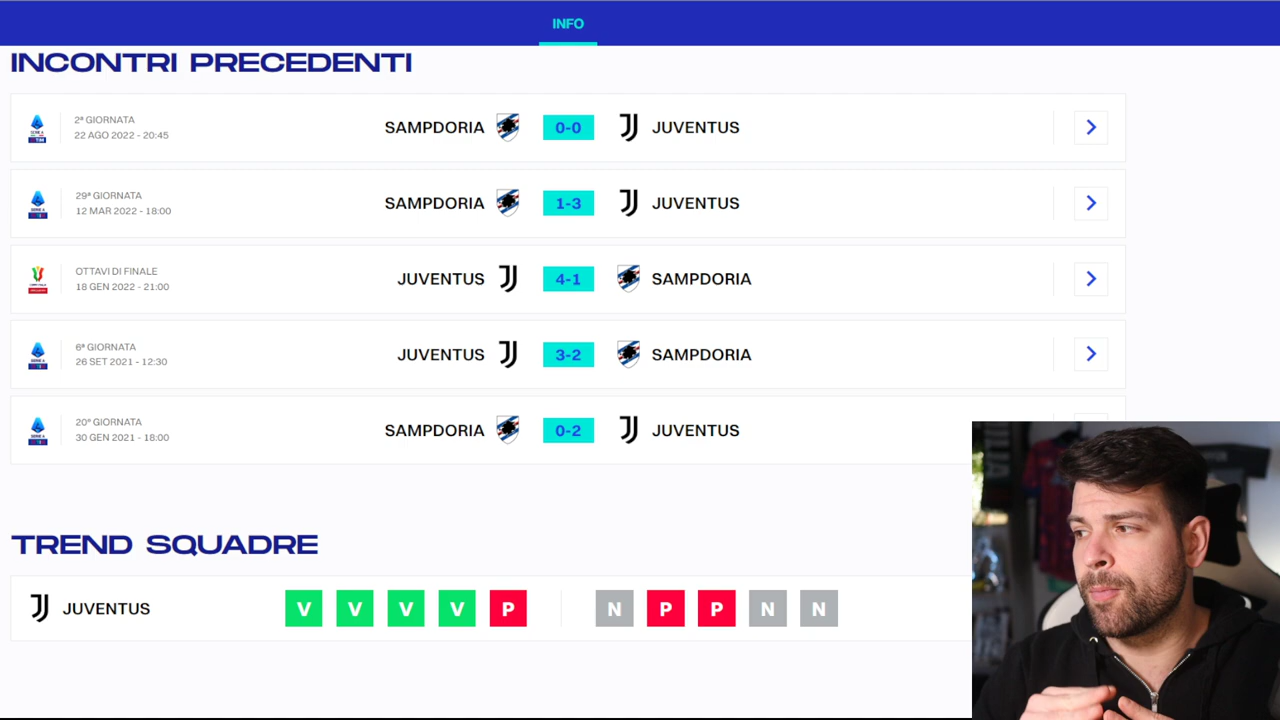 INFO
INCONTRI PRECEDENTI
2ª GIORNATA
22 AGO 2022 - 20:45
SAMPDORIA 0-0 JUVENTUS
29ª GIORNATA
12 MAR 2022 - 18:00
SAMPDORIA 1-3 JUVENTUS
OTTAVI DI FINALE
18 GEN 2022 - 21:00
JUVENTUS 4-1 SAMPDORIA
6ª GIORNATA
26 SET 2021 - 12:30
JUVENTUS 3-2 SAMPDORIA
20ª GIORNATA
30 GEN 2021 - 18:00
SAMPDORIA 0-2 JUVENTUS
TREND SQUADRE
JUVENTUS V V V V P N P P N N